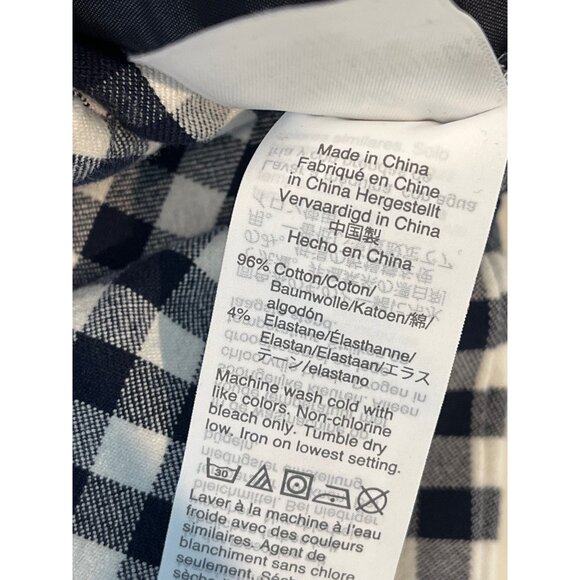 Made in China
Fabriqué en Chine
in China Hergestellt
Vervaardigd in China
中国製
Hecho en China
96% Cotton/Coton/
Baumwolle/Katoen/綿/
algodón
4% Elastane/Élasthanne/
Elastan/Elastaan/エラス
テーン/elastano
Machine wash cold with
like colors. Non-chlorine
bleach only. Tumble dry
low. Iron on lowest setting.
30
Laver à la machine à l'eau
froide avec des couleurs
similaires. Agent de
blanchiment sans chlore